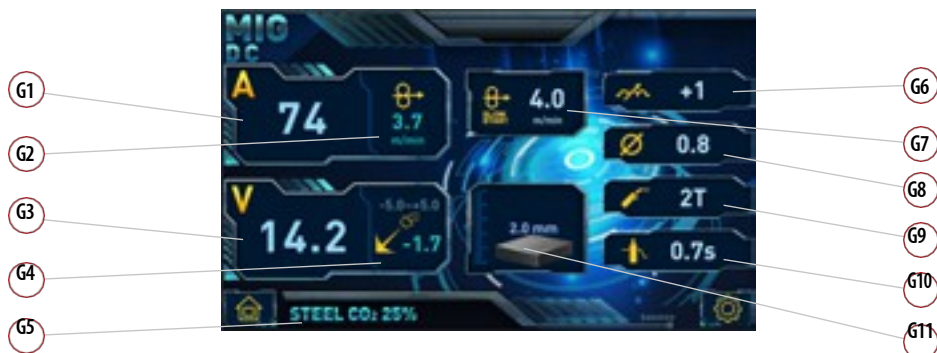 MIG
DC
A
74
3.7
m/min
4.0
m/min
+1
0.8
V
14.2
-5.0~+5.0
-1.7
2.0 mm
2T
0.7s
STEEL CO₂ 25%
G1
G2
G3
G4
G5
G6
G7
G8
G9
G10
G11